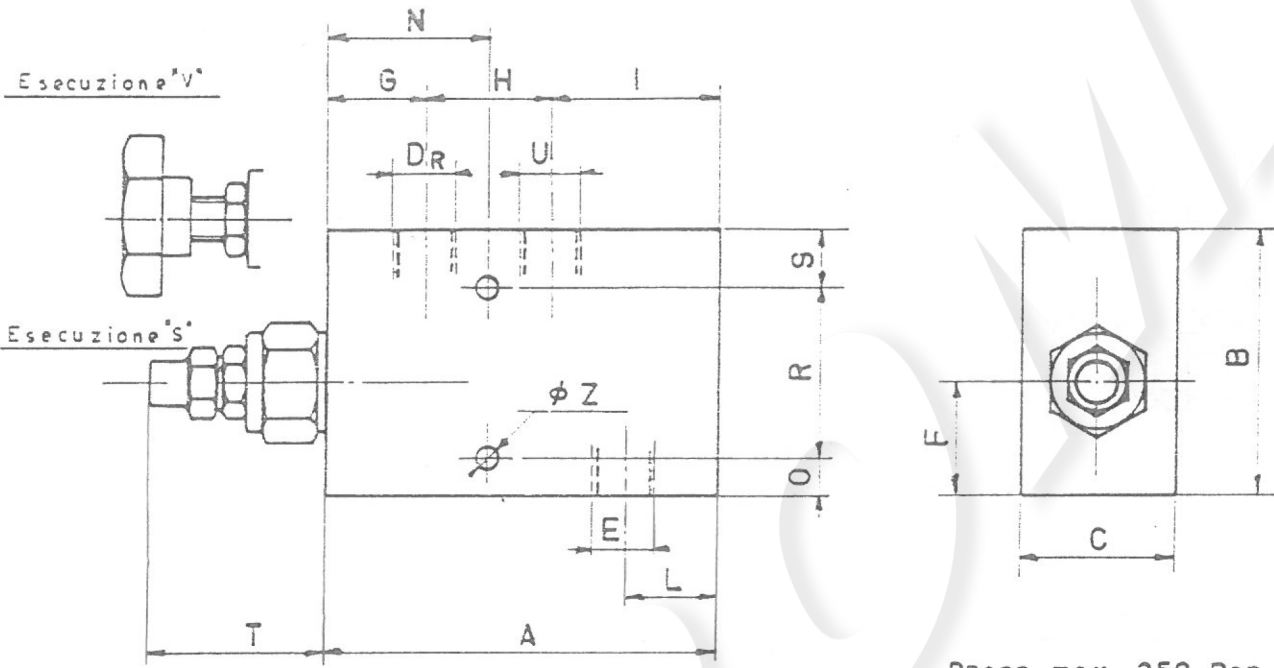 N
Esecuzione "V"
G H I
DR U
S
Esecuzione "S"
R
B
ϕ Z
F
O
E
C
L
T A